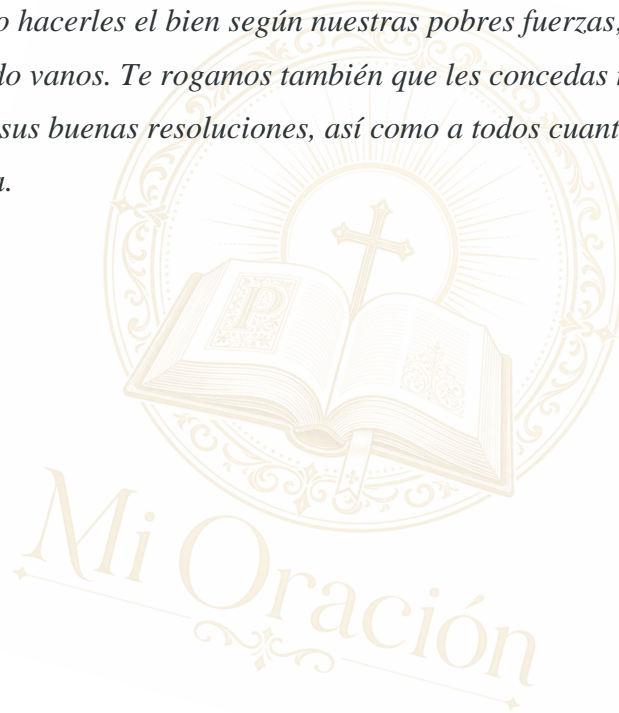 o hacerles el bien según nuestras pobres fuerzas,
do vanos. Te rogamos también que les concedas
sus buenas resoluciones, así como a todos cuant
a.
P
Mi Oración